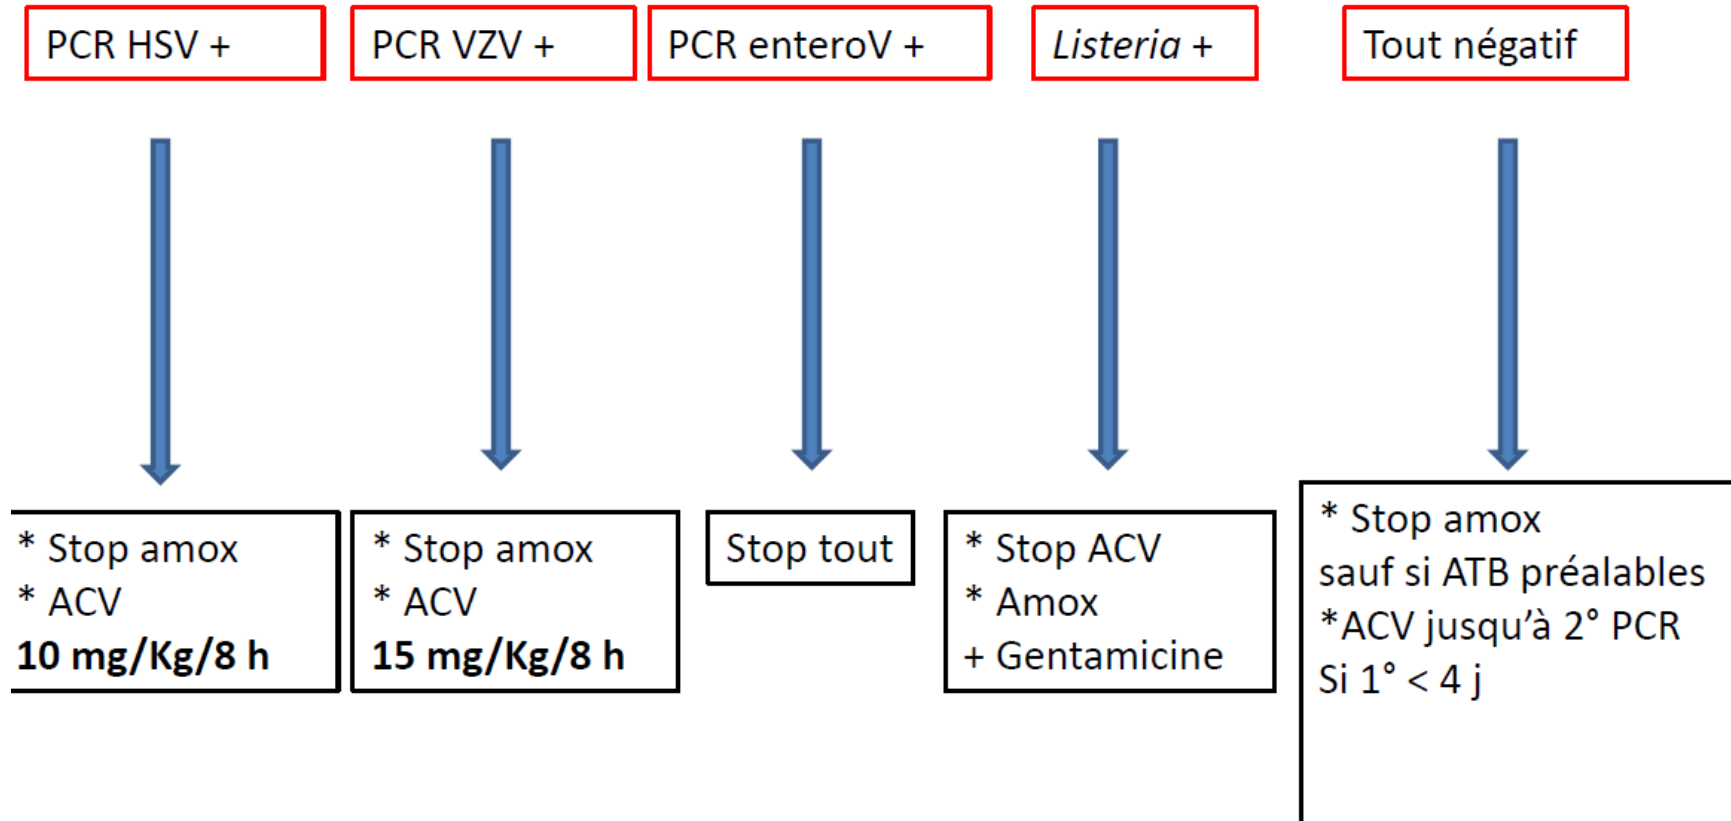 PCR HSV +
PCR VZV +
PCR enteroV +
Listeria +
Tout négatif
* Stop amox
* ACV
10 mg/Kg/8 h
* Stop amox
* ACV
15 mg/Kg/8 h
Stop tout
* Stop ACV
* Amox
+ Gentamicine
* Stop amox
sauf si ATB préalables
*ACV jusqu’à 2° PCR
Si 1° < 4 j